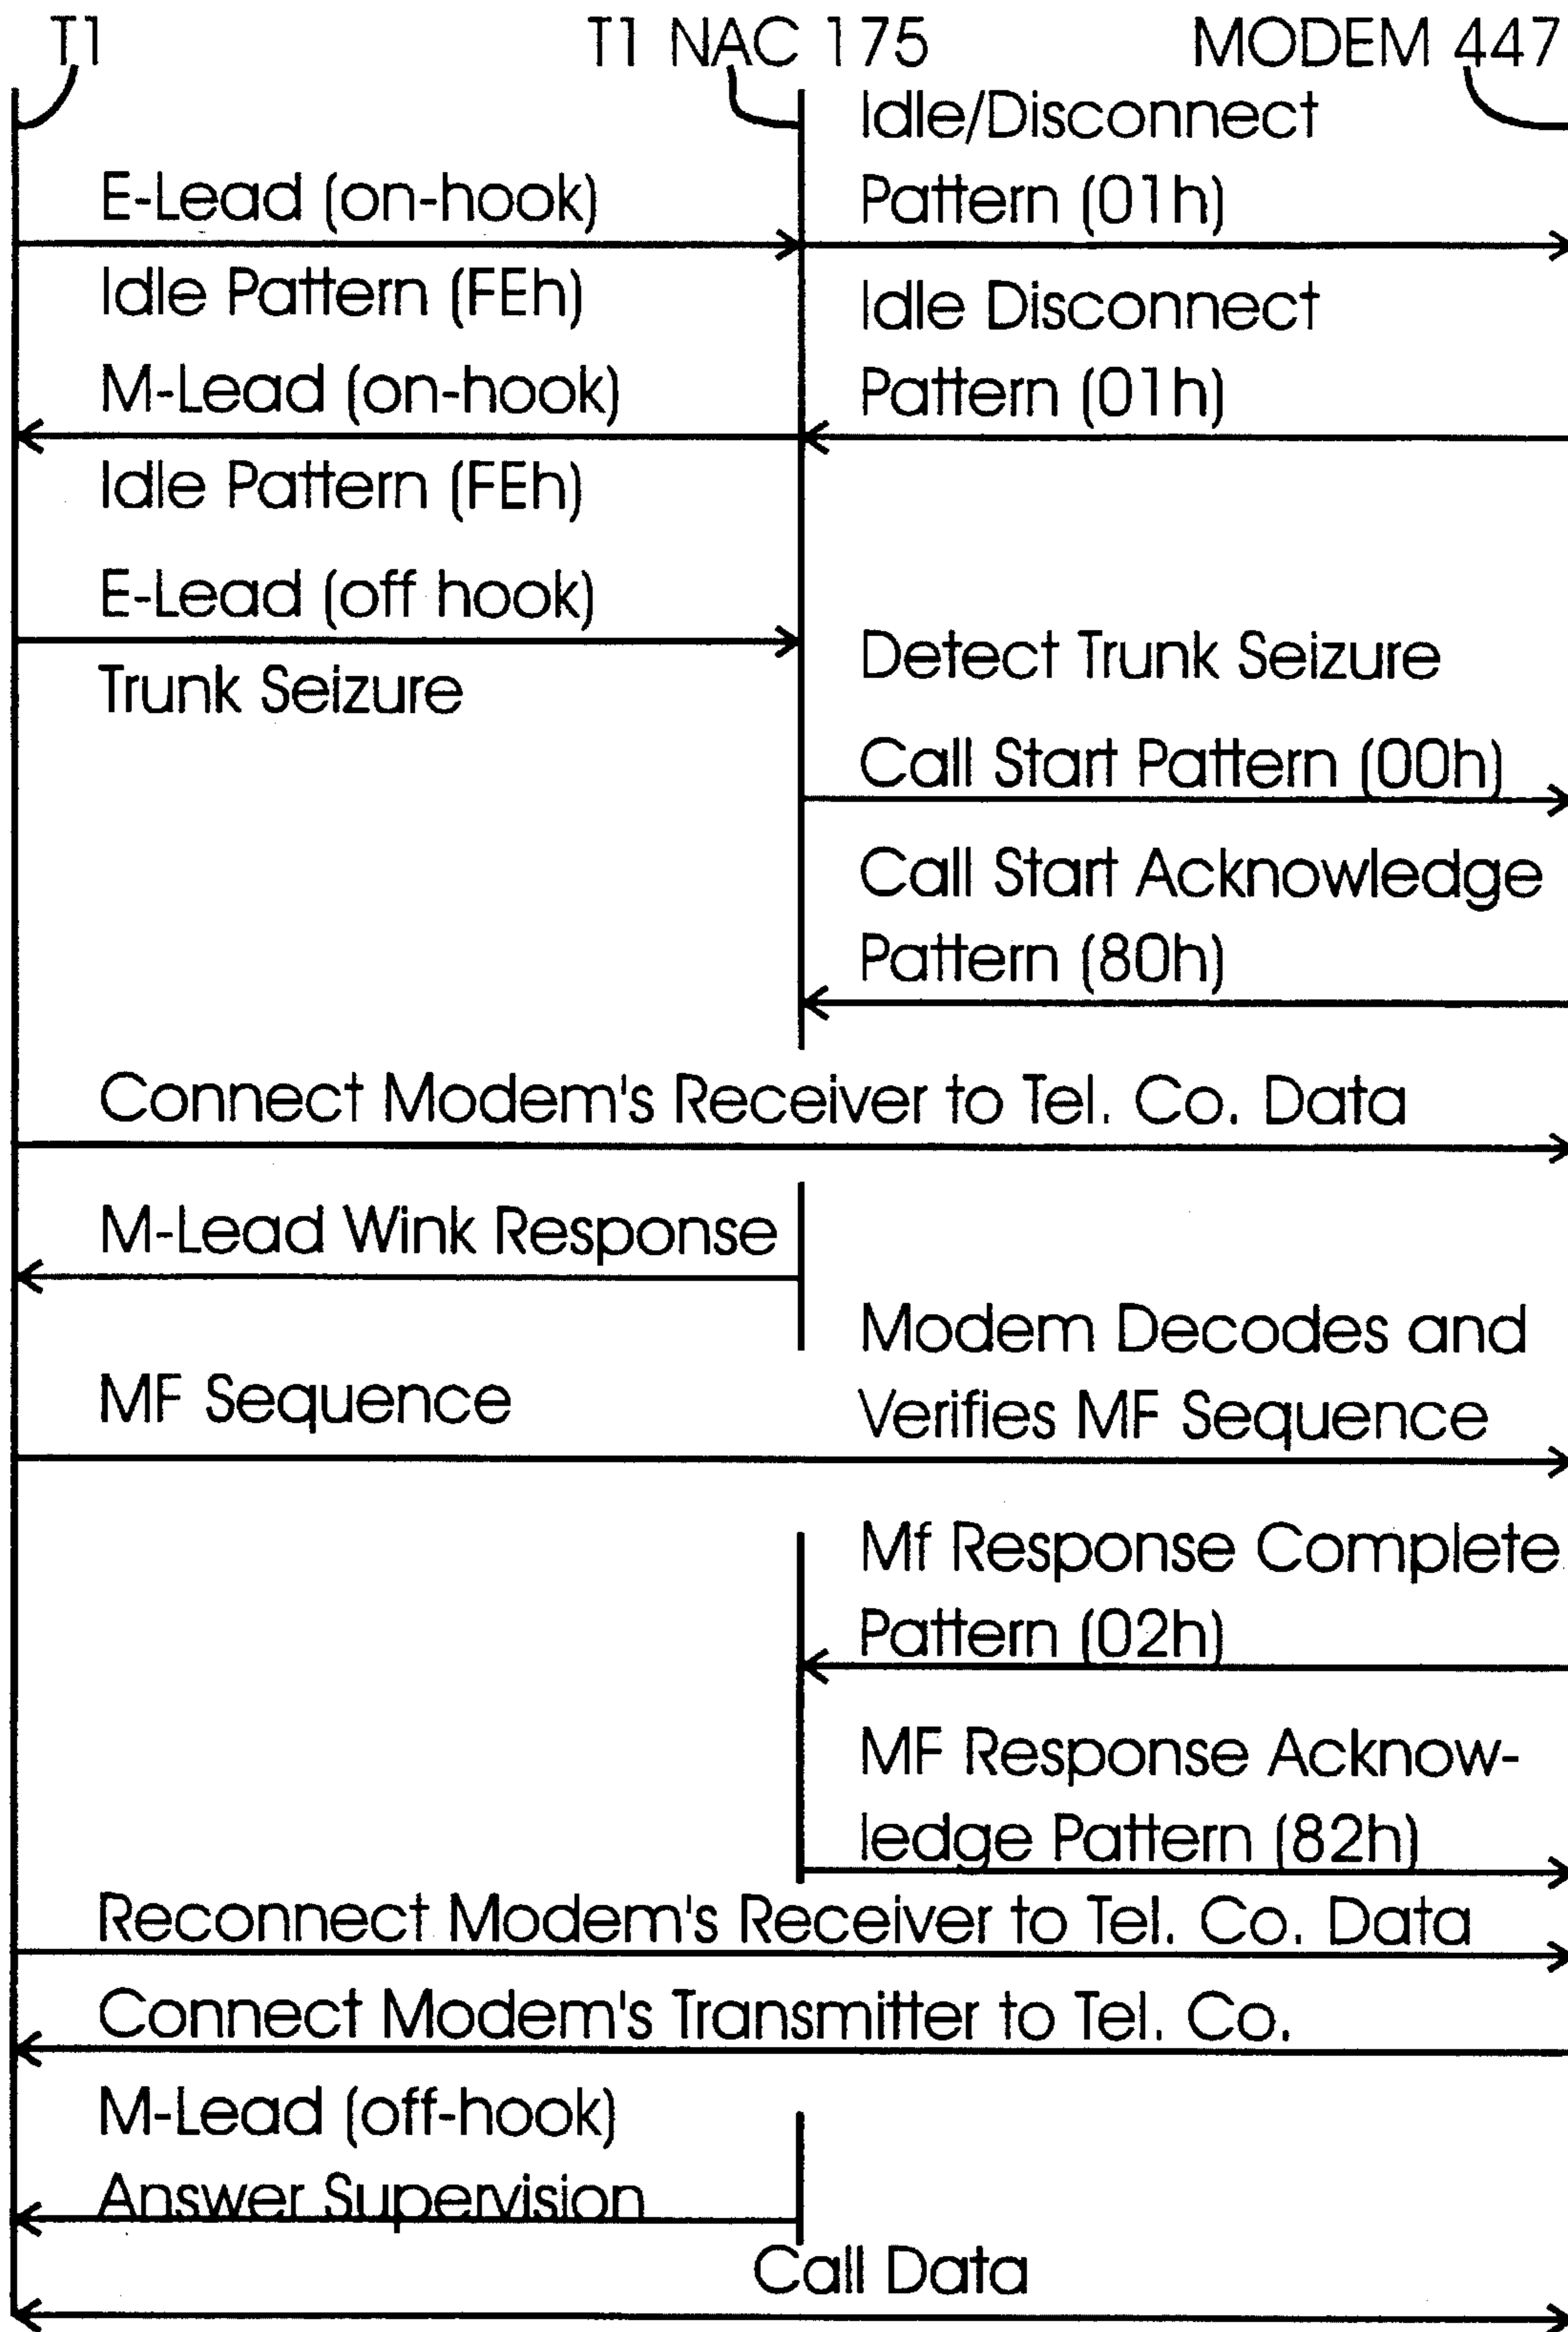 T1 T1 NAC 175 MODEM 447
Idle/Disconnect
E-Lead (on-hook) Pattern (01h)
Idle Pattern (FEh) Idle Disconnect
M-Lead (on-hook) Pattern (01h)
Idle Pattern (FEh)
E-Lead (off hook)
Detect Trunk Seizure
Trunk Seizure
Call Start Pattern (00h)
Call Start Acknowledge
Pattern (80h)
Connect Modem's Receiver to Tel. Co. Data
M-Lead Wink Response
Modem Decodes and
MF Sequence Verifies MF Sequence
Mf Response Complete
Pattern (02h)
MF Response Acknow-
ledge Pattern (82h)
Reconnect Modem's Receiver to Tel. Co. Data
Connect Modem's Transmitter to Tel. Co.
M-Lead (off-hook)
Answer Supervision
Call Data